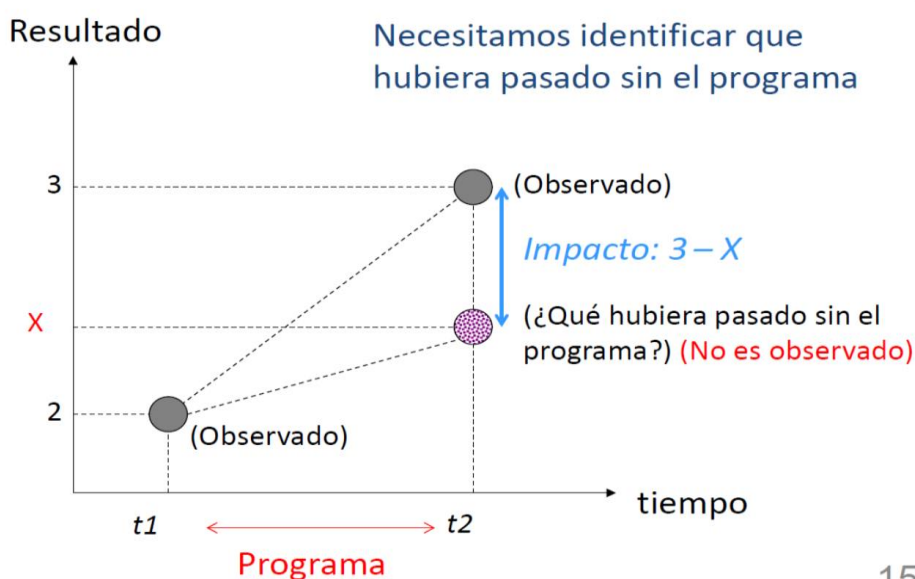 Resultado
Necesitamos identificar que
hubiera pasado sin el programa
3
(Observado)
Impacto: 3 – X
X
(¿Qué hubiera pasado sin el
programa?) (No es observado)
2
(Observado)
tiempo
t1
t2
Programa
15